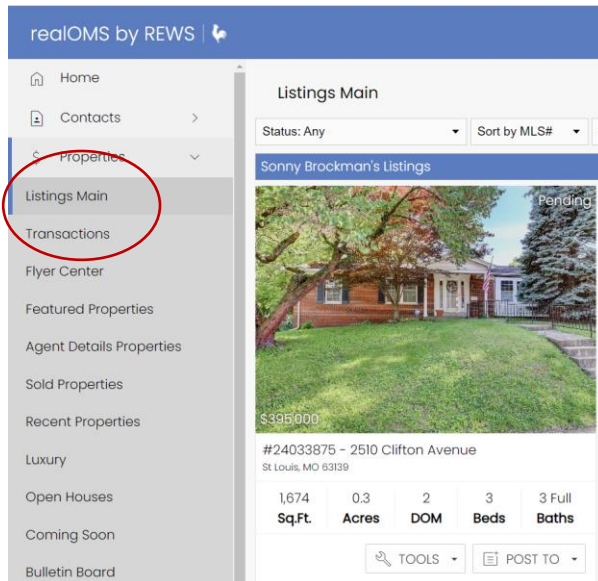 realOMS by REWS
Home
Contacts
Properties
Listings Main
Transactions
Flyer Center
Featured Properties
Agent Details Properties
Sold Properties
Recent Properties
Luxury
Open Houses
Coming Soon
Bulletin Board
Listings Main
Status: Any
Sort by MLS#
Sonny Brockman's Listings
Pending
$395,000
#24033875 - 2510 Clifton Avenue
St Louis, MO 63139
1,674 0.3 2 3 3 Full
Sq.Ft. Acres DOM Beds Baths
TOOLS POST TO